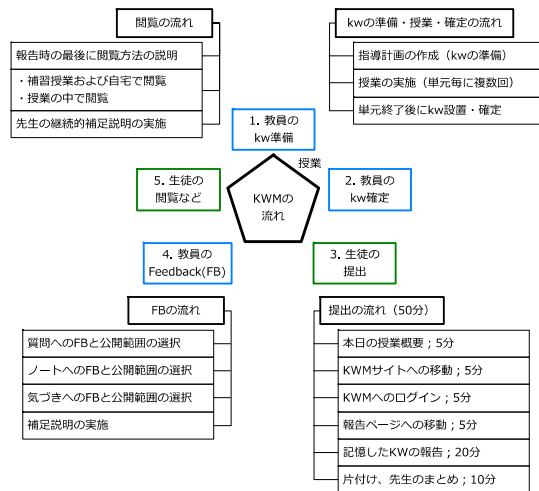 閲覧の流れ
報告時の最後に閲覧方法の説明
・補習授業および自宅で閲覧
・授業の中で閲覧
先生の継続的補足説明の実施
kwの準備・授業・確定の流れ
指導計画の作成（kwの準備）
授業の実施（単元毎に複数回）
単元終了後にkw設置・確定
1. 教員の
kw準備
授業
2. 教員の
kw確定
3. 生徒の
提出
4. 教員の
Feedback(FB)
5. 生徒の
閲覧など
KWMの
流れ
FBの流れ
質問へのFBと公開範囲の選択
ノートへのFBと公開範囲の選択
気づきへのFBと公開範囲の選択
補足説明の実施
提出の流れ（50分）
本日の授業概要；5分
KWMサイトへの移動；5分
KWMへのログイン；5分
報告ページへの移動；5分
記憶したKWの報告；20分
片付け、先生のまとめ；10分